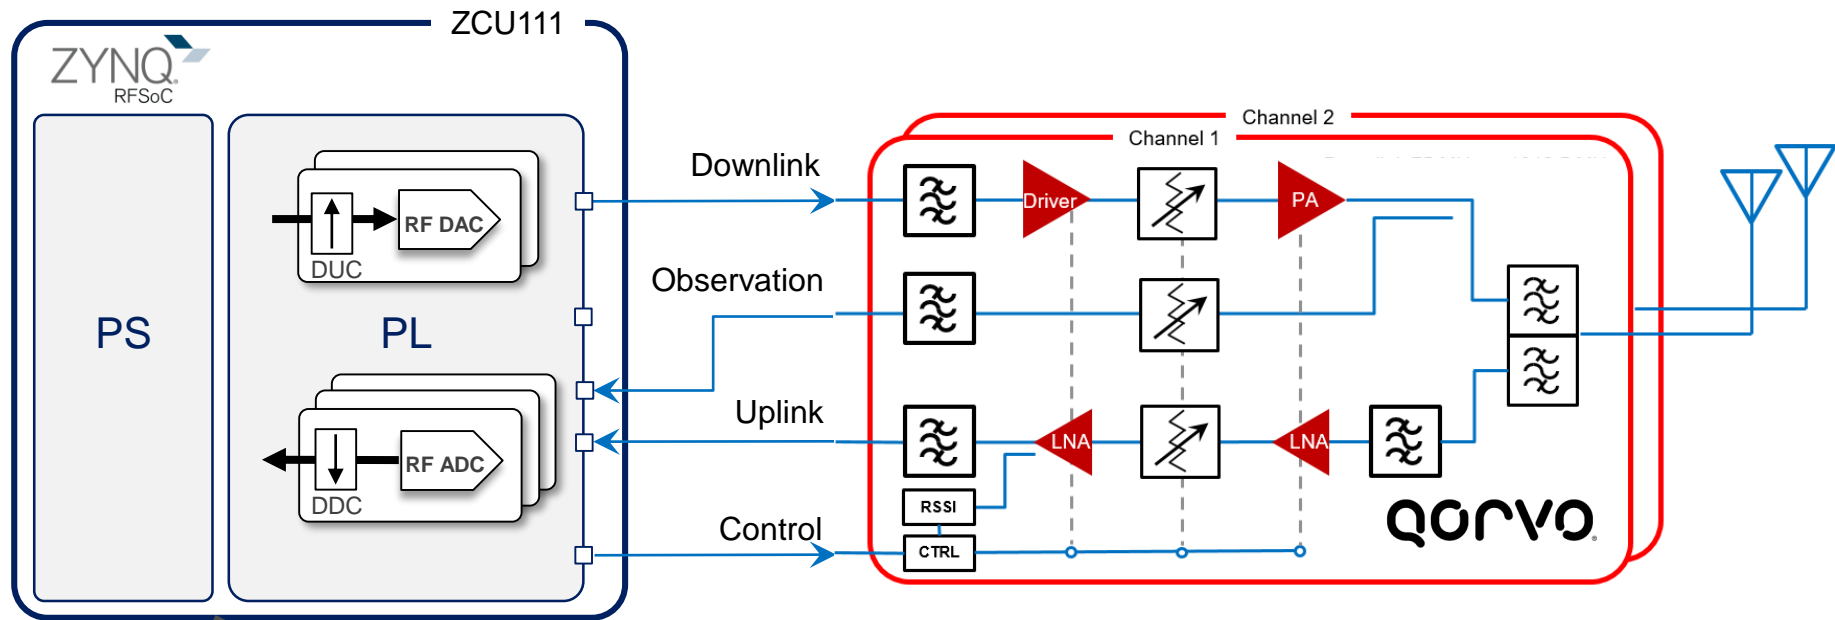 ZCU111
ZYNQ
RFSoC
PS
PL
RF DAC
DUC
RF ADC
DDC
Downlink
Observation
Uplink
Control
Channel 2
Channel 1
Driver
PA
LNA
LNA
RSSI
CTRL
QORVO